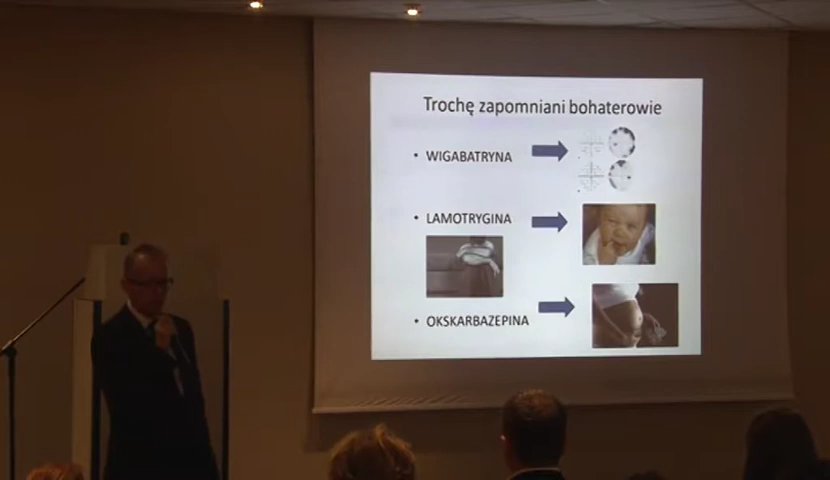 Trochę zapomniani bohaterowie
• WIGABATRYNA
• LAMOTRYGINA
• OKSKARBAZEPINA